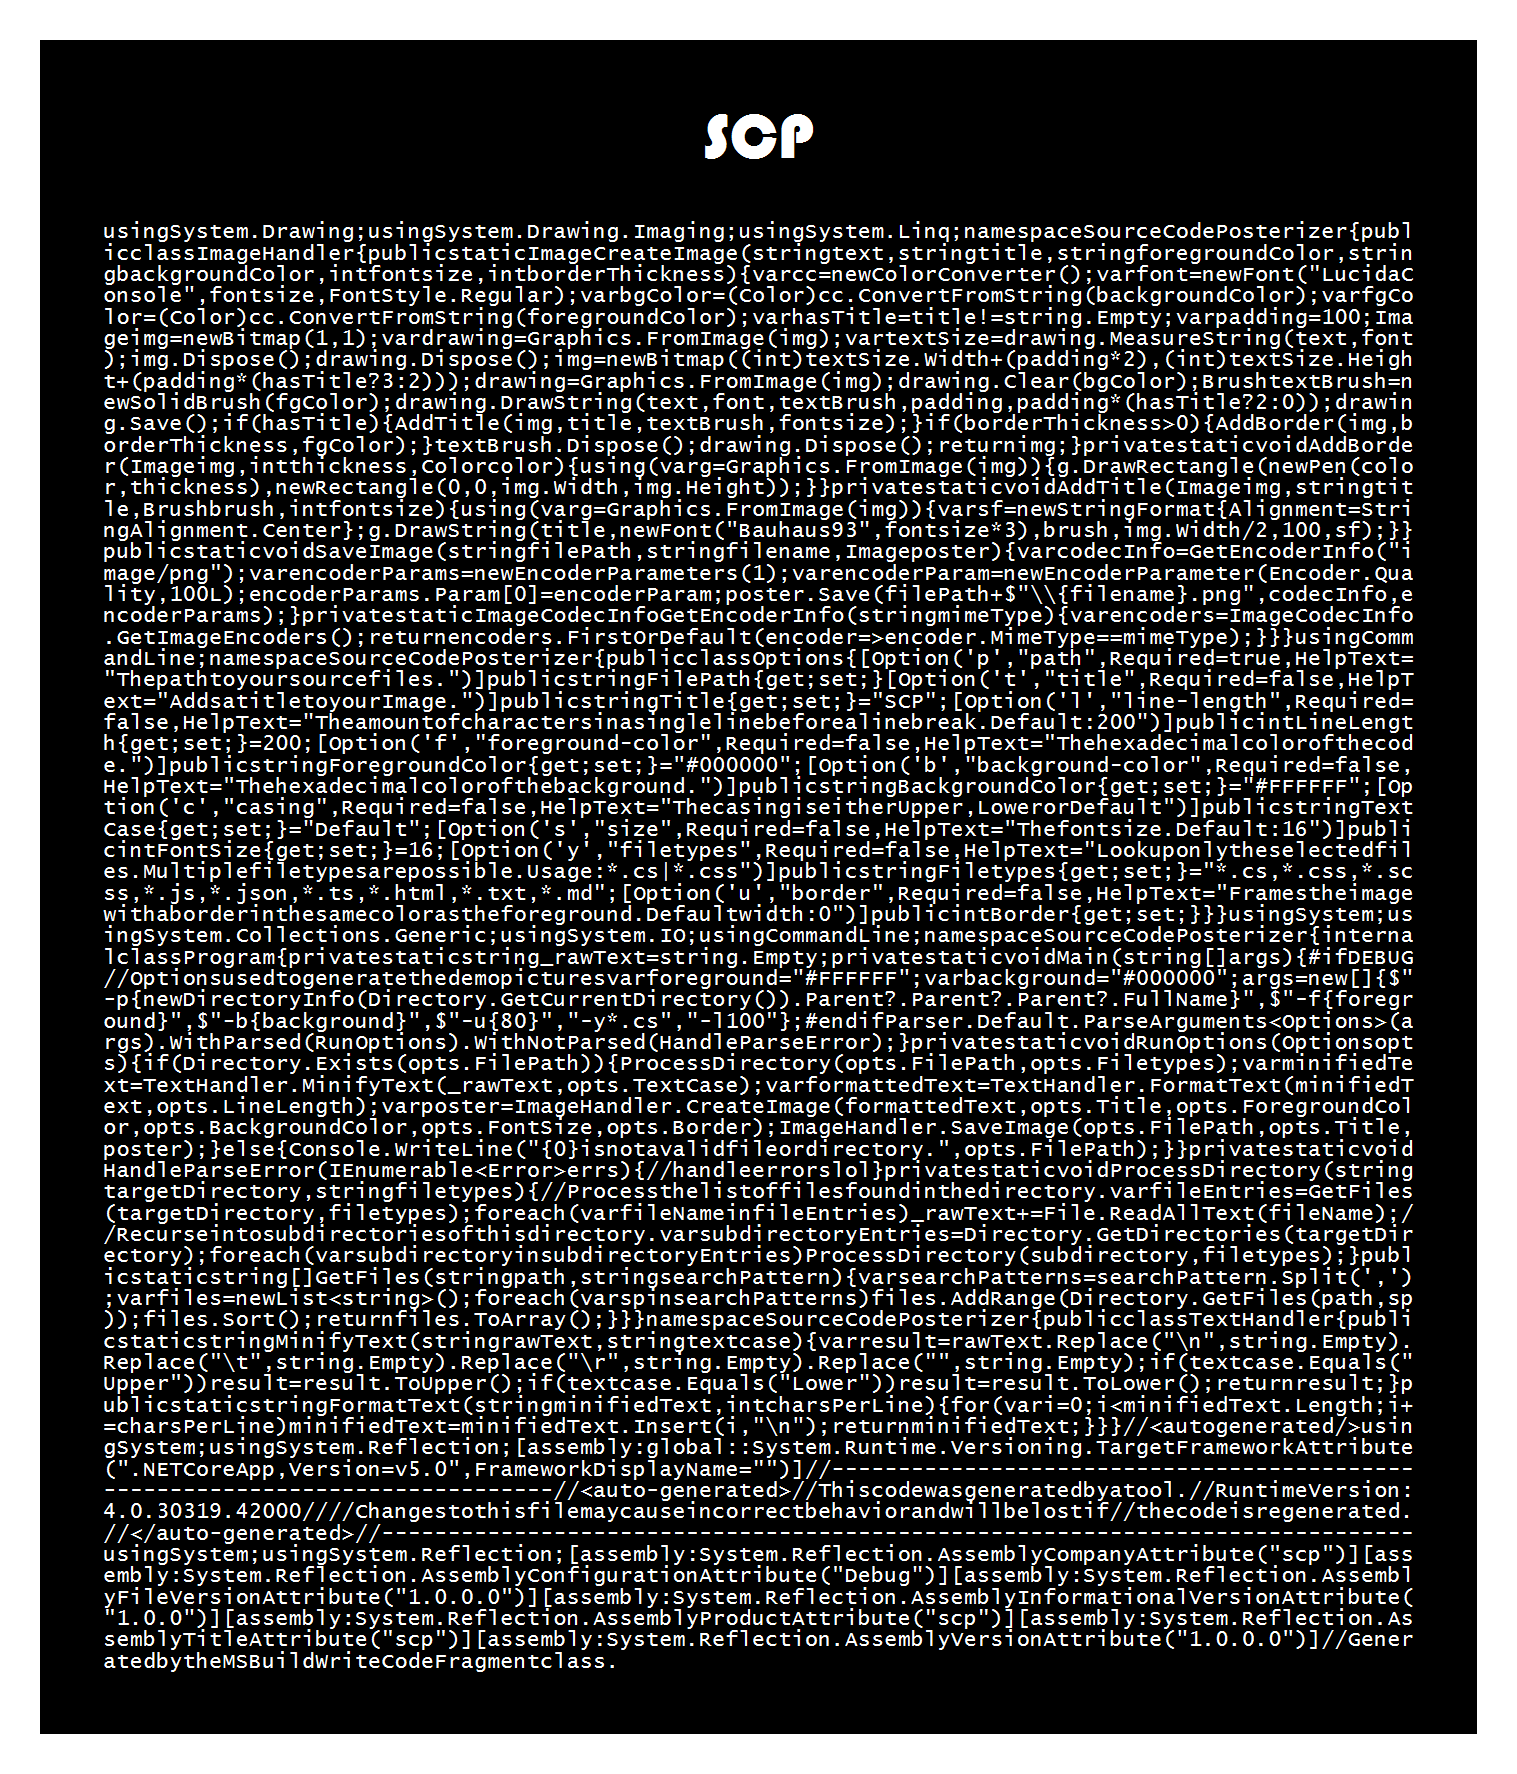 SCP
usingSystem.Drawing;usingSystem.Drawing.Imaging;usingSystem.Linq;namespaceSourceCodePosterizer{publ
icclassImageHandler{publicstaticImageCreateImage(stringtext,stringtitle,stringforegroundColor,strin
gbackgroundColor,intfontsize,intborderThickness){varcc=newColorConverter();varfont=newFont("LucidaC
onsole",fontsize,FontStyle.Regular);varbgColor=(Color)cc.ConvertFromString(backgroundColor);varfgCo
lor=(Color)cc.ConvertFromString(foregroundColor);varhasTitle=title!=string.Empty;varpadding=100;Ima
geimg=newBitmap(1,1);vardrawing=Graphics.FromImage(img);vartextSize=drawing.MeasureString(text,font
);img.Dispose();drawing.Dispose();img=newBitmap((int)textSize.Width+(padding*2),(int)textSize.Heigh
t+(padding*(hasTitle?3:2)));drawing=Graphics.FromImage(img);drawing.Clear(bgColor);BrushtextBrush=n
ewSolidBrush(fgColor);drawing.DrawString(text,font,textBrush,padding,padding*(hasTitle?2:0));drawin
g.Save();if(hasTitle){AddTitle(img,title,textBrush,fontsize);}if(borderThickness>0){AddBorder(img,b
orderThickness,fgColor);}textBrush.Dispose();drawing.Dispose();returnimg;}privatestaticvoidAddBorde
r(Imageimg,intthickness,Colorcolor){using(varg=Graphics.FromImage(img)){g.DrawRectangle(newPen(colo
r,thickness),newRectangle(0,0,img.Width,img.Height));}}privatestaticvoidAddTitle(Imageimg,stringtit
le,Brushbrush,intfontsize){using(varg=Graphics.FromImage(img)){varsf=newStringFormat{Alignment=Stri
ngAlignment.Center};g.DrawString(title,newFont("Bauhaus93",fontsize*3),brush,img.Width/2,100,sf);}}
publicstaticvoidSaveImage(stringfilePath,stringfilename,Imageposter){varcodecInfo=GetEncoderInfo("i
mage/png");varencoderParams=newEncoderParameters(1);varencoderParam=newEncoderParameter(Encoder.Qua
lity,100L);encoderParams.Param[0]=encoderParam;poster.Save(filePath+$"\\{filename}.png",codecInfo,e
ncoderParams);}privatestaticImageCodecInfoGetEncoderInfo(stringmimeType){varencoders=ImageCodecInfo
.GetImageEncoders();returnencoders.FirstOrDefault(encoder=>encoder.MimeType==mimeType);}}}usingComm
andLine;namespaceSourceCodePosterizer{publicclassOptions{[Option('p',"path",Required=true,HelpText=
"Thepathtoyoursourcefiles.")]publicstringFilePath{get;set;}[Option('t',"title",Required=false,HelpT
ext="AddsatitletoyourImage.")]publicstringTitle{get;set;}="SCP";[Option('l',"line-length",Required=
false,HelpText="Theamountofcharactersinasinglelinebeforealinebreak.Default:200")]publicintLineLengt
h{get;set;}=200;[Option('f',"foreground-color",Required=false,HelpText="Thehexadecimalcolorofthecod
e.")]publicstringForegroundColor{get;set;}="#000000";[Option('b',"background-color",Required=false,
HelpText="Thehexadecimalcolorofthebackground.")]publicstringBackgroundColor{get;set;}="#FFFFFF";[Op
tion('c',"casing",Required=false,HelpText="ThecasingiseitherUpper,LowerorDefault")]publicstringText
Case{get;set;}="Default";[Option('s',"size",Required=false,HelpText="Thefontsize.Default:16")]publi
cintFontSize{get;set;}=16;[Option('y',"filetypes",Required=false,HelpText="Lookuponlytheselectedfil
es.Multiplefiletypesarepossible.Usage:*.cs|*.css")]publicstringFiletypes{get;set;}="*.cs,*.css,*.sc
ss,*.js,*.json,*.ts,*.html,*.txt,*.md";[Option('u',"border",Required=false,HelpText="Framestheimage
withaborderinthesamecolorastheforeground.Defaultwidth:0")]publicintBorder{get;set;}}}usingSystem;us
ingSystem.Collections.Generic;usingSystem.IO;usingCommandLine;namespaceSourceCodePosterizer{interna
lclassProgram{privatestaticstring_rawText=string.Empty;privatestaticvoidMain(string[]args){#ifDEBUG
//Optionsusedtogeneratethedemopicturesvarforeground="#FFFFFF";varbackground="#000000";args=new[]{$"
-p{newDirectoryInfo(Directory.GetCurrentDirectory()).Parent?.Parent?.Parent?.FullName}",$"-f{foregr
ound}",$"-b{background}",$"-u{80}","-y*.cs","-l100"};#endifParser.Default.ParseArguments<Options>(a
rgs).WithParsed(RunOptions).WithNotParsed(HandleParseError);}privatestaticvoidRunOptions(Optionsopt
s){if(Directory.Exists(opts.FilePath)){ProcessDirectory(opts.FilePath,opts.Filetypes);varminifiedTe
xt=TextHandler.MinifyText(_rawText,opts.TextCase);varformattedText=TextHandler.FormatText(minifiedT
ext,opts.LineLength);varposter=ImageHandler.CreateImage(formattedText,opts.Title,opts.ForegroundCol
or,opts.BackgroundColor,opts.FontSize,opts.Border);ImageHandler.SaveImage(opts.FilePath,opts.Title,
poster);}else{Console.WriteLine("{0}isnotavalidfileordirectory.",opts.FilePath);}}privatestaticvoid
HandleParseError(IEnumerable<Error>errs){//handleerrorslol}privatestaticvoidProcessDirectory(string
targetDirectory,stringfiletypes){//Processthelistoffilesfoundinthedirectory.varfileEntries=GetFiles
(targetDirectory,filetypes);foreach(varfileNameinfileEntries)_rawText+=File.ReadAllText(fileName);/
/Recurseintosubdirectoriesofthisdirectory.varsubdirectoryEntries=Directory.GetDirectories(targetDir
ectory);foreach(varsubdirectoryinsubdirectoryEntries)ProcessDirectory(subdirectory,filetypes);}publ
icstaticstring[]GetFiles(stringpath,stringsearchPattern){varsearchPatterns=searchPattern.Split(',')
;varfiles=newList<string>();foreach(varspinsearchPatterns)files.AddRange(Directory.GetFiles(path,sp
));files.Sort();returnfiles.ToArray();}}}namespaceSourceCodePosterizer{publicclassTextHandler{publi
cstaticstringMinifyText(stringrawText,stringtextcase){varresult=rawText.Replace("\n",string.Empty).
Replace("\t",string.Empty).Replace("\r",string.Empty).Replace("",string.Empty);if(textcase.Equals("
Upper"))result=result.ToUpper();if(textcase.Equals("Lower"))result=result.ToLower();returnresult;}p
ublicstaticstringFormatText(stringminifiedText,intcharsPerLine){for(vari=0;i<minifiedText.Length;i+
=charsPerLine)minifiedText=minifiedText.Insert(i,"\n");returnminifiedText;}}}//<autogenerated/>usin
gSystem;usingSystem.Reflection;[assembly:global::System.Runtime.Versioning.TargetFrameworkAttribute
(".NETCoreApp,Version=v5.0",FrameworkDisplayName="")]//--------------------------------------------
----------------------------------//<auto-generated>//Thiscodewasgeneratedbyatool.//RuntimeVersion:
4.0.30319.42000////Changestothisfilemaycauseincorrectbehaviorandwillbelostif//thecodeisregenerated.
//</auto-generated>//------------------------------------------------------------------------------
usingSystem;usingSystem.Reflection;[assembly:System.Reflection.AssemblyCompanyAttribute("scp")][ass
embly:System.Reflection.AssemblyConfigurationAttribute("Debug")][assembly:System.Reflection.Assembl
yFileVersionAttribute("1.0.0.0")][assembly:System.Reflection.AssemblyInformationalVersionAttribute(
"1.0.0")][assembly:System.Reflection.AssemblyProductAttribute("scp")][assembly:System.Reflection.As
semblyTitleAttribute("scp")][assembly:System.Reflection.AssemblyVersionAttribute("1.0.0.0")]//Gener
atedbytheMSBuildWriteCodeFragmentclass.